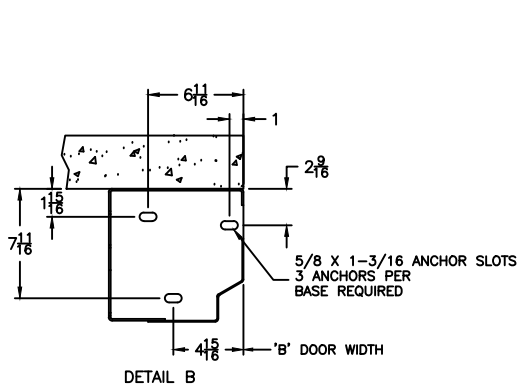 6 11/16
1
2 9/16
1 15/16
7 11/16
5/8 X 1-3/16 ANCHOR SLOTS
3 ANCHORS PER
BASE REQUIRED
4 15/16
'B' DOOR WIDTH
DETAIL B